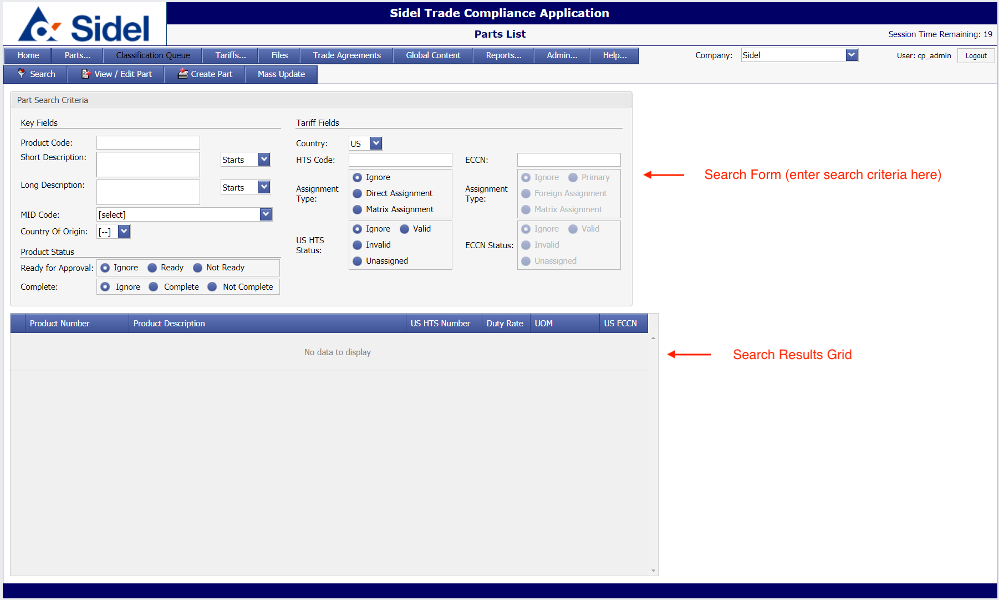 Sidel
Sidel Trade Compliance Application
Parts List
Session Time Remaining: 19
Home Parts... Classification Queue Tariffs... Files Trade Agreements Global Content Reports... Admin... Help... Company: Sidel User: cp_admin Logout
Search View / Edit Part Create Part Mass Update
Part Search Criteria
Key Fields
Product Code:
Short Description: Starts
Long Description: Starts
MID Code: [select]
Country Of Origin: [--]
Product Status
Ready for Approval: Ignore Ready Not Ready
Complete: Ignore Complete Not Complete
Tariff Fields
Country: US
HTS Code:
Assignment
Type:
Ignore
Direct Assignment
Matrix Assignment
US HTS
Status:
Ignore Valid
Invalid
Unassigned
ECCN:
Assignment
Type:
Ignore Primary
Foreign Assignment
Matrix Assignment
ECCN Status:
Ignore Valid
Invalid
Unassigned
Search Form (enter search criteria here)
Product Number Product Description US HTS Number Duty Rate UOM US ECCN
No data to display
Search Results Grid